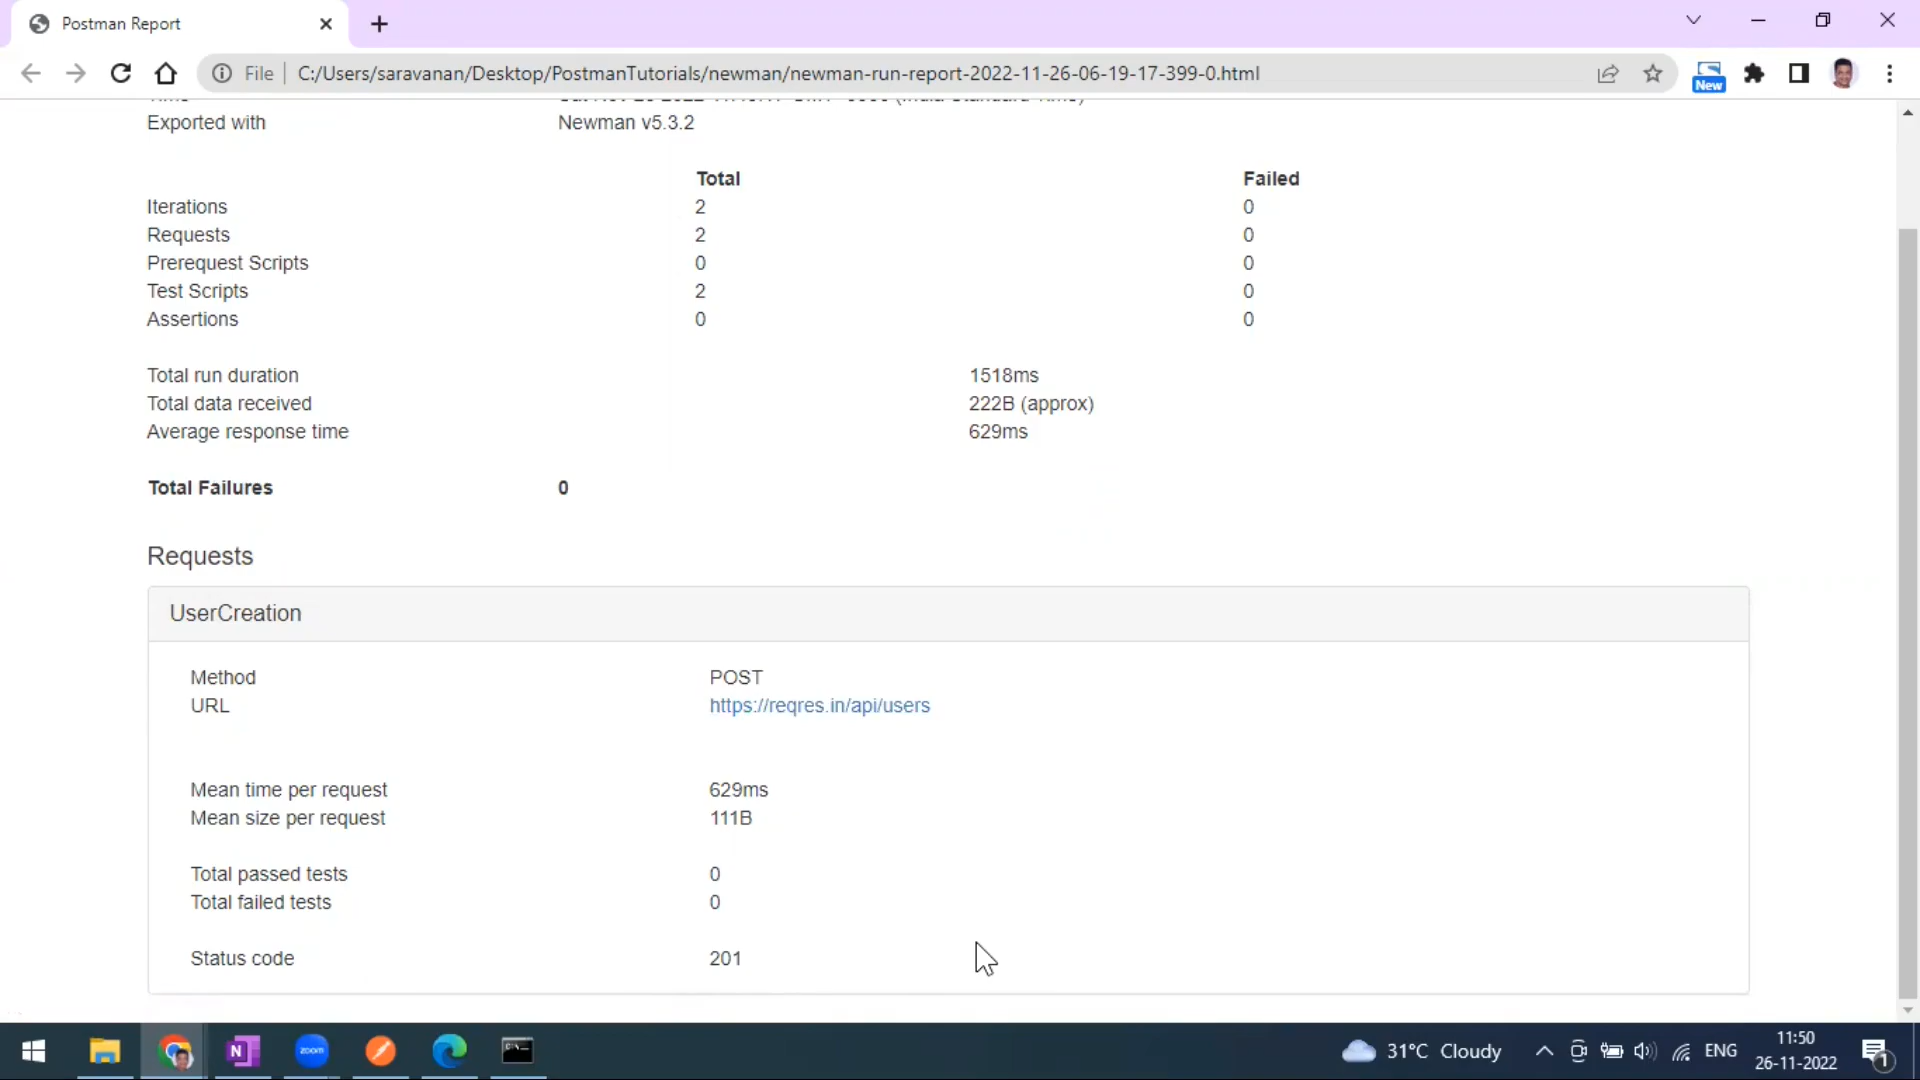 Postman Report
File C:/Users/saravanan/Desktop/PostmanTutorials/newman/newman-run-report-2022-11-26-06-19-17-399-0.html
New
Exported with Newman v5.3.2
Total Failed
Iterations 2 0
Requests 2 0
Prerequest Scripts 0 0
Test Scripts 2 0
Assertions 0 0
Total run duration 1518ms
Total data received 222B (approx)
Average response time 629ms
Total Failures 0
Requests
UserCreation
Method POST
URL https://reqres.in/api/users
Mean time per request 629ms
Mean size per request 111B
Total passed tests 0
Total failed tests 0
Status code 201
N zoom 31°C Cloudy ENG 11:50
26-11-2022 1